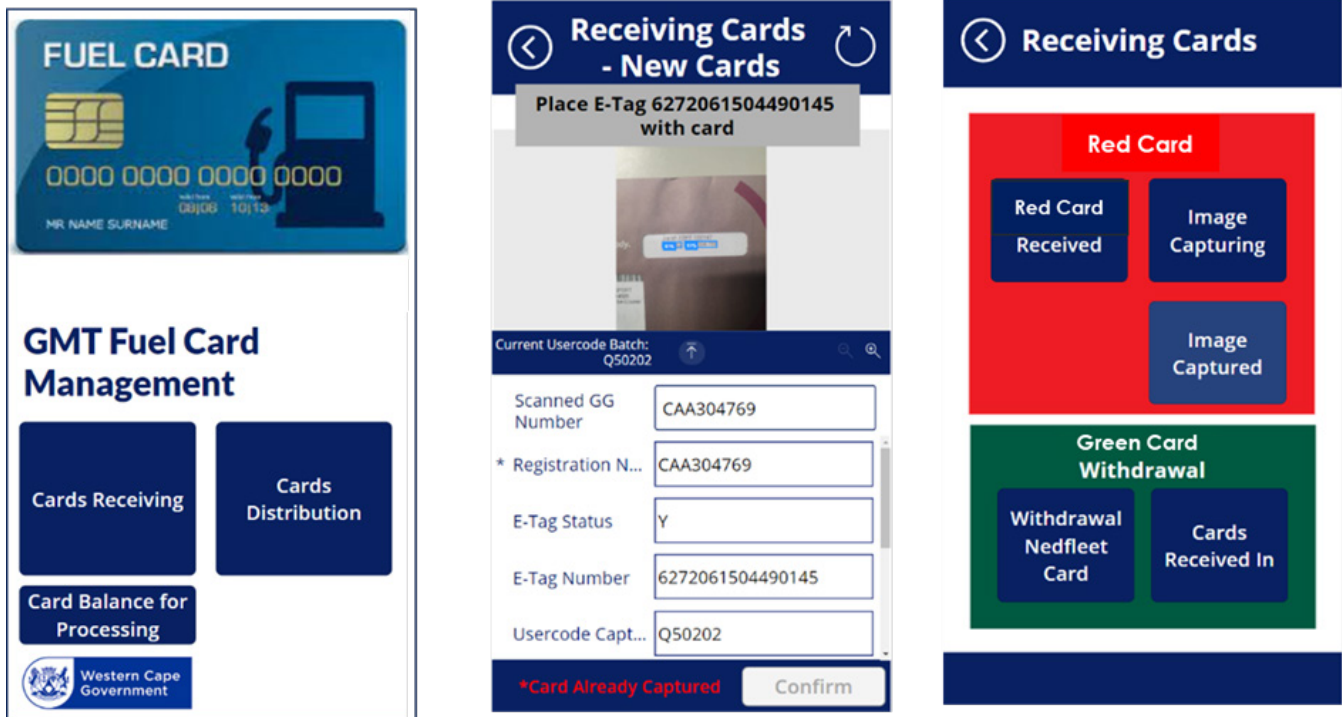 FUEL CARD
0000 0000 0000 0000
08|08 10|13
MR NAME SURNAME
GMT Fuel Card
Management
Cards Receiving
Cards
Distribution
Card Balance for
Processing
Western Cape
Government
Receiving Cards
- New Cards
Place E-Tag 6272061504490145
with card
Current Usercode Batch:
Q50202
Scanned GG
Number
CAA304769
* Registration N...
CAA304769
E-Tag Status
Y
E-Tag Number
6272061504490145
Usercode Capt...
Q50202
*Card Already Captured
Confirm
Receiving Cards
Red Card
Red Card
Received
Image
Capturing
Image
Captured
Green Card
Withdrawal
Withdrawal
Nedfleet
Card
Cards
Received In